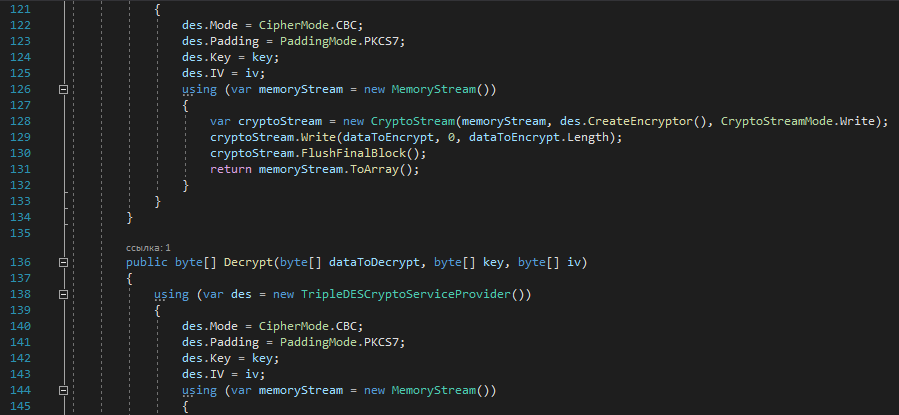 121 {
122 des.Mode = CipherMode.CBC;
123 des.Padding = PaddingMode.PKCS7;
124 des.Key = key;
125 des.IV = iv;
126 using (var memoryStream = new MemoryStream())
127 {
128 var cryptoStream = new CryptoStream(memoryStream, des.CreateEncryptor(), CryptoStreamMode.Write);
129 cryptoStream.Write(dataToEncrypt, 0, dataToEncrypt.Length);
130 cryptoStream.FlushFinalBlock();
131 return memoryStream.ToArray();
132 }
133 }
134 }
135
ссылка: 1
136 public byte[] Decrypt(byte[] dataToDecrypt, byte[] key, byte[] iv)
137 {
138 using (var des = new TripleDESCryptoServiceProvider())
139 {
140 des.Mode = CipherMode.CBC;
141 des.Padding = PaddingMode.PKCS7;
142 des.Key = key;
143 des.IV = iv;
144 using (var memoryStream = new MemoryStream())
145 {